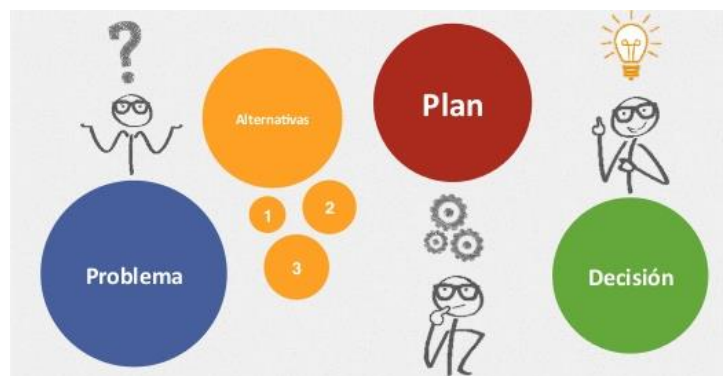 Problema
Alternativas
1
2
3
Plan
Decisión